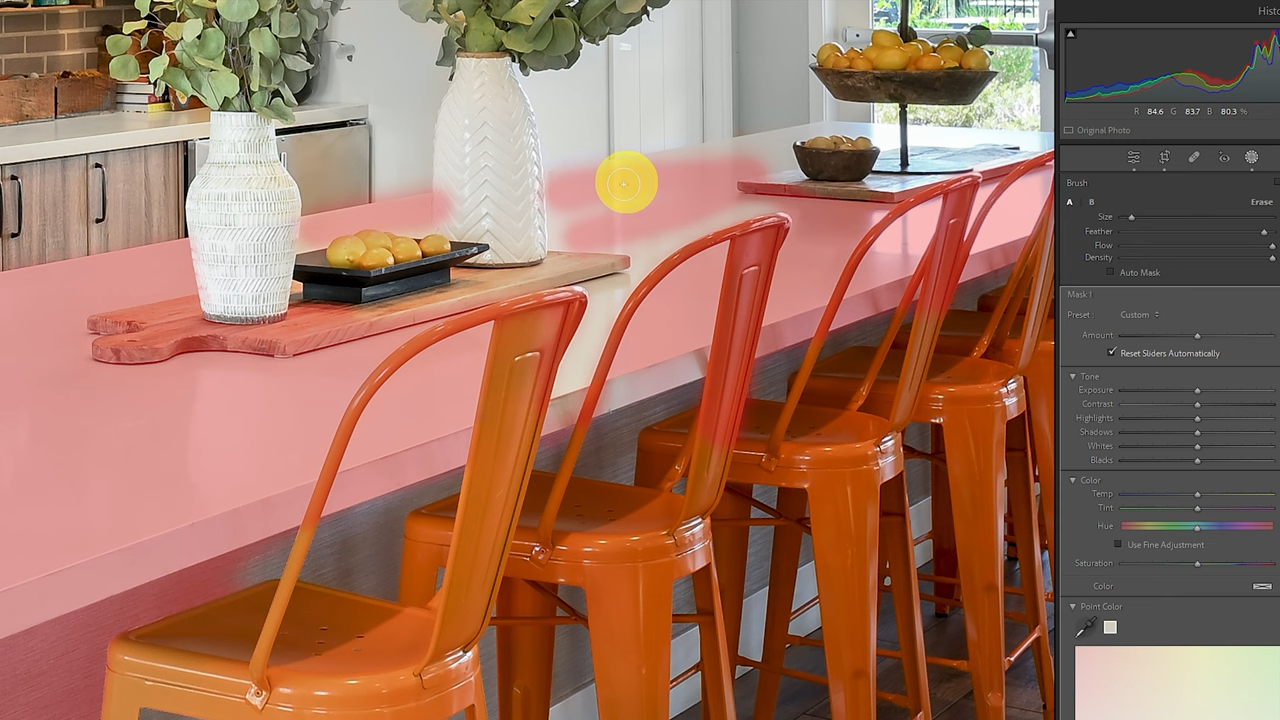 Histo
R 84.6 G 83.7 B 80.3 %
Original Photo
Brush
A B Erase
Size
Feather
Flow
Density
Auto Mask
Mask 1
Preset : Custom
Amount
Reset Sliders Automatically
Tone
Exposure
Contrast
Highlights
Shadows
Whites
Blacks
Color
Temp
Tint
Hue
Use Fine Adjustment
Saturation
Color
Point Color